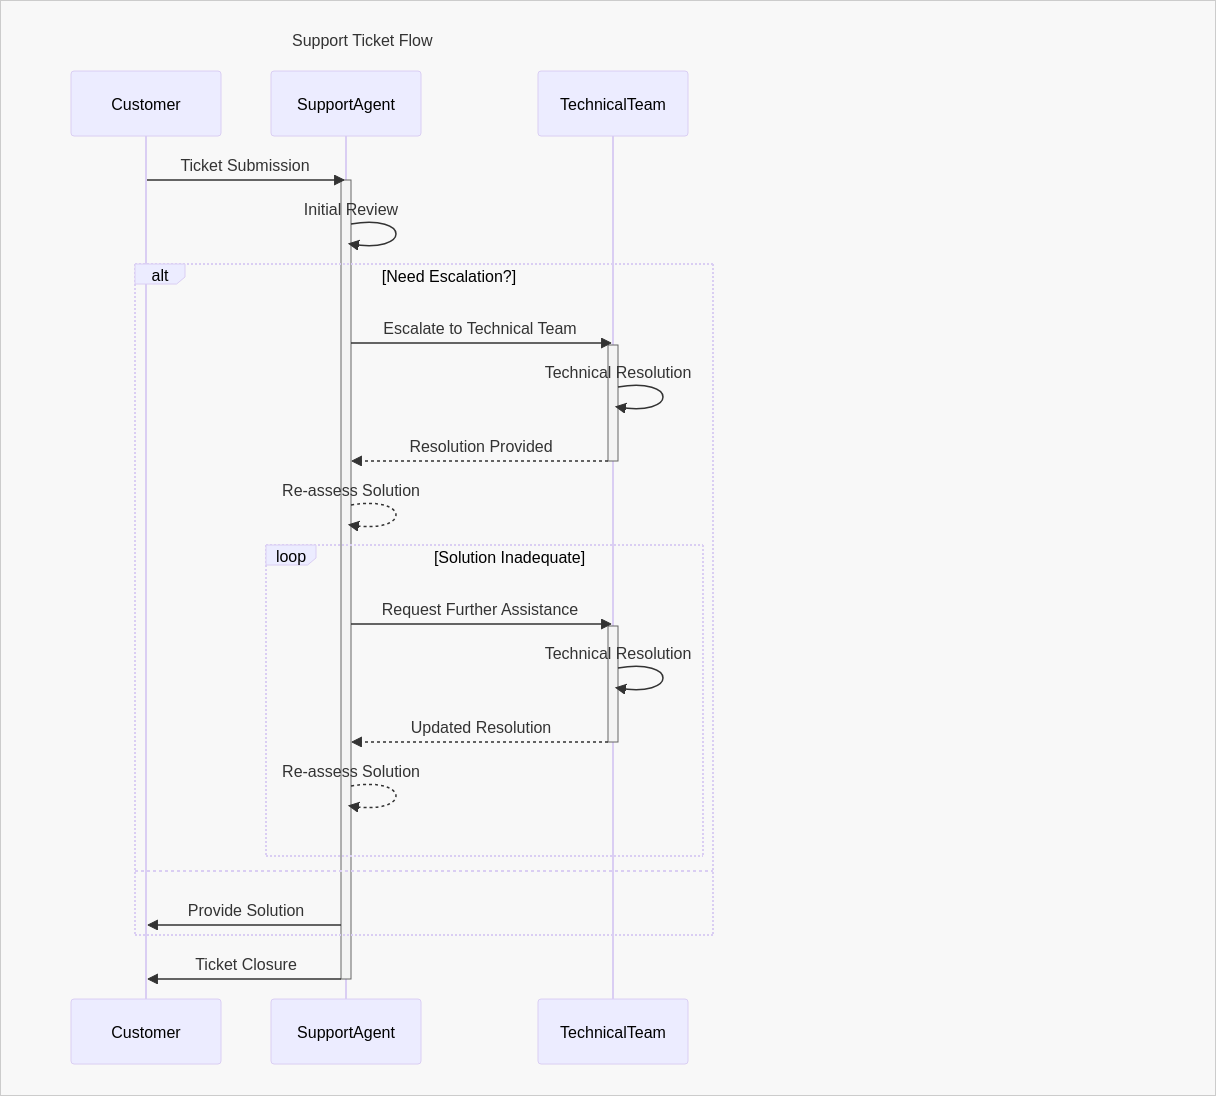 Support Ticket Flow
Customer
SupportAgent
TechnicalTeam
Ticket Submission
Initial Review
alt
[Need Escalation?]
Escalate to Technical Team
Technical Resolution
Resolution Provided
Re-assess Solution
loop
[Solution Inadequate]
Request Further Assistance
Technical Resolution
Updated Resolution
Re-assess Solution
Provide Solution
Ticket Closure
Customer
SupportAgent
TechnicalTeam